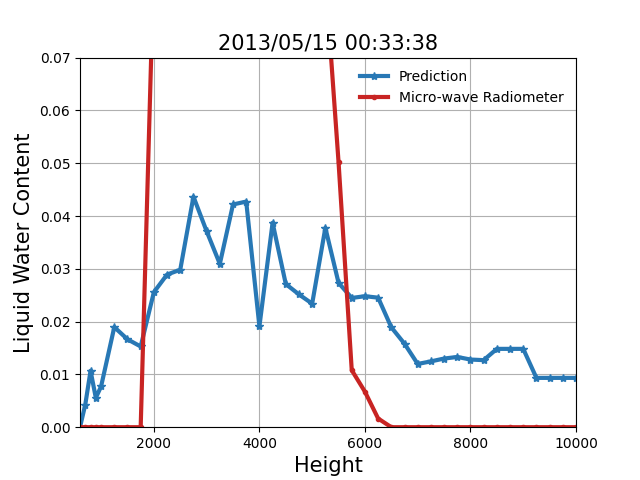 2013/05/15 00:33:38
Prediction
Micro-wave Radiometer
0.07
0.06
0.05
0.04
0.03
0.02
0.01
0.00
Liquid Water Content
2000 4000 6000 8000 10000
Height